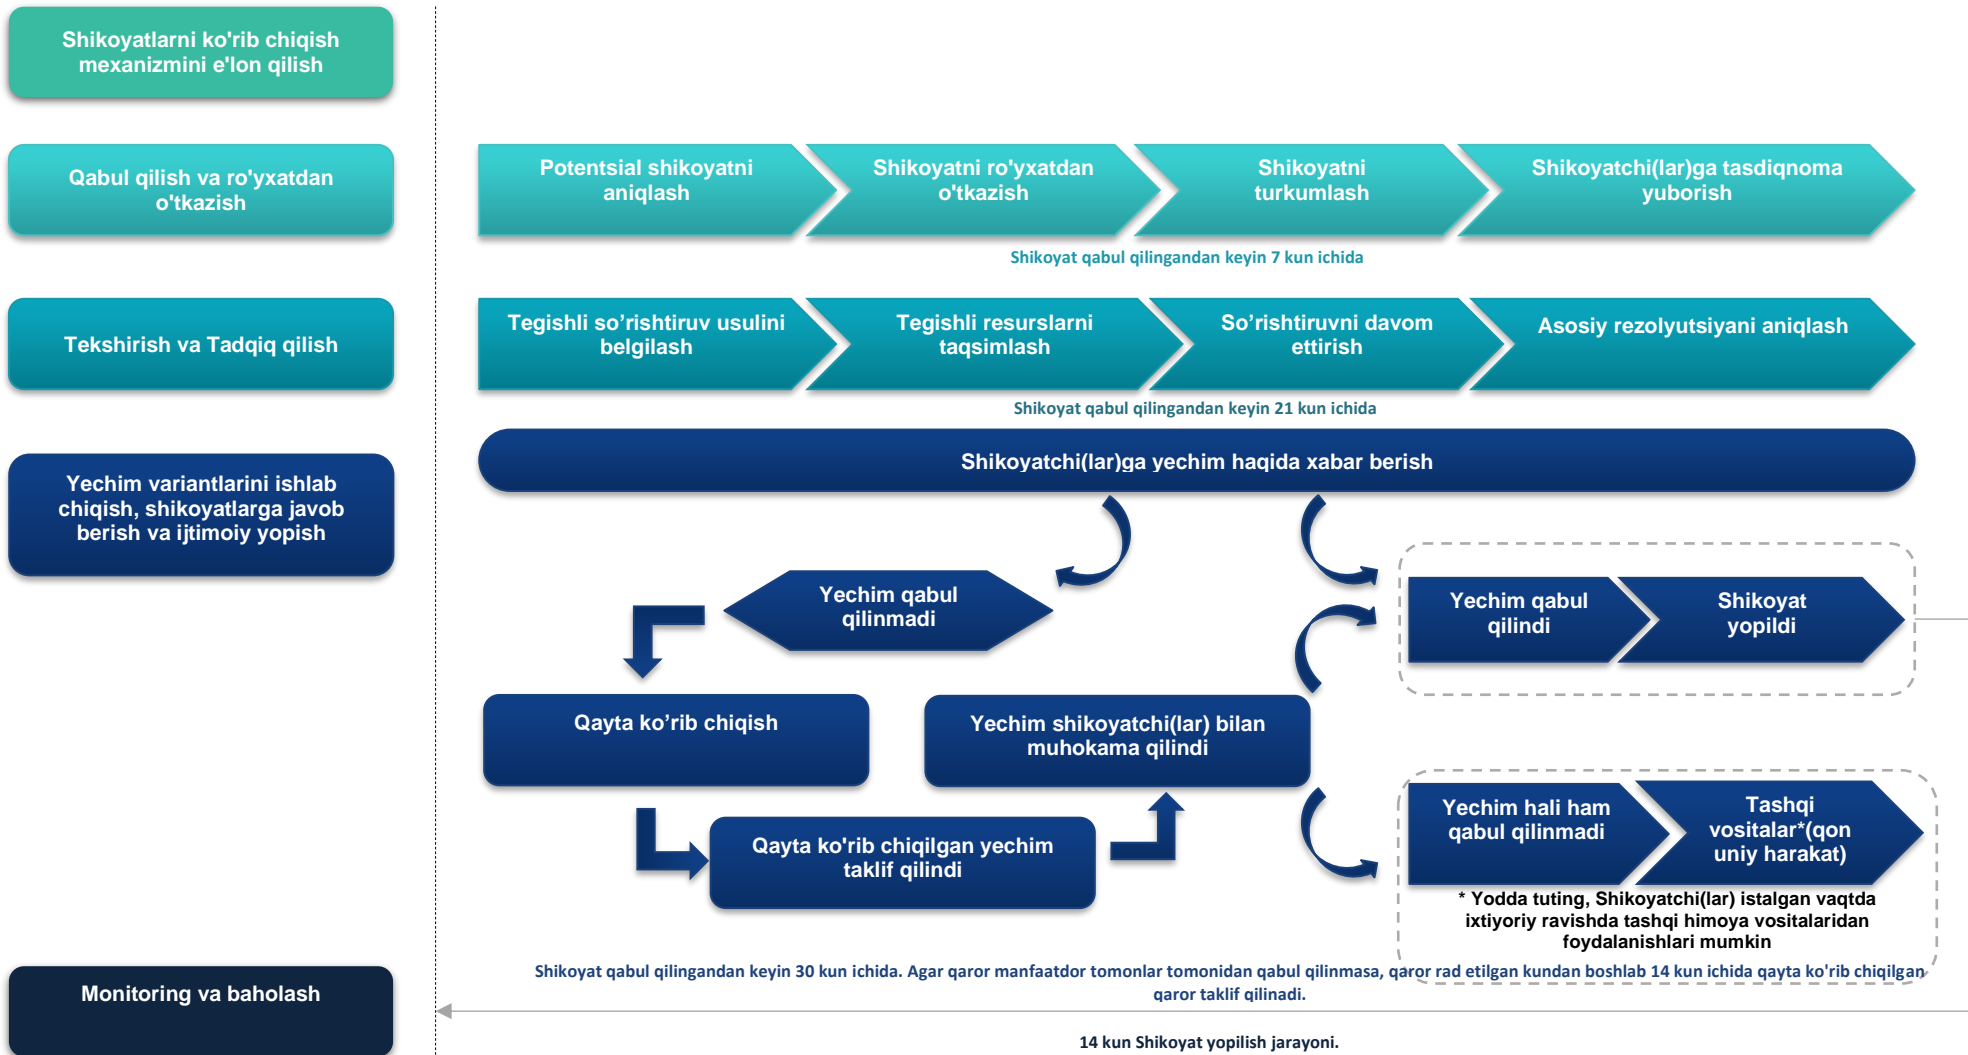 Shikoyatlarni ko'rib chiqish
mexanizmini e'lon qilish
Qabul qilish va ro'yxatdan
o'tkazish
Potentsial shikoyatni
aniqlash
Shikoyatni ro'yxatdan
o'tkazish
Shikoyatni
turkumlash
Shikoyatchi(lar)ga tasdiqnoma
yuborish
Shikoyat qabul qilingandan keyin 7 kun ichida
Tekshirish va Tadqiq qilish
Tegishli so’rishtiruv usulini
belgilash
Tegishli resurslarni
taqsimlash
So’rishtiruvni davom
ettirish
Asosiy rezolyutsiyani aniqlash
Shikoyat qabul qilingandan keyin 21 kun ichida
Yechim variantlarini ishlab
chiqish, shikoyatlarga javob
berish va ijtimoiy yopish
Shikoyatchi(lar)ga yechim haqida xabar berish
Yechim qabul
qilinmadi
Yechim qabul
qilindi
Shikoyat
yopildi
Qayta ko’rib chiqish
Yechim shikoyatchi(lar) bilan
muhokama qilindi
Qayta ko'rib chiqilgan yechim
taklif qilindi
Yechim hali ham
qabul qilinmadi
Tashqi
vositalar*(qon
uniy harakat)
* Yodda tuting, Shikoyatchi(lar) istalgan vaqtda
ixtiyoriy ravishda tashqi himoya vositalaridan
foydalanishlari mumkin
Shikoyat qabul qilingandan keyin 30 kun ichida. Agar qaror manfaatdor tomonlar tomonidan qabul qilinmasa, qaror rad etilgan kundan boshlab 14 kun ichida qayta ko'rib chiqilgan
qaror taklif qilinadi.
Monitoring va baholash
14 kun Shikoyat yopilish jarayoni.